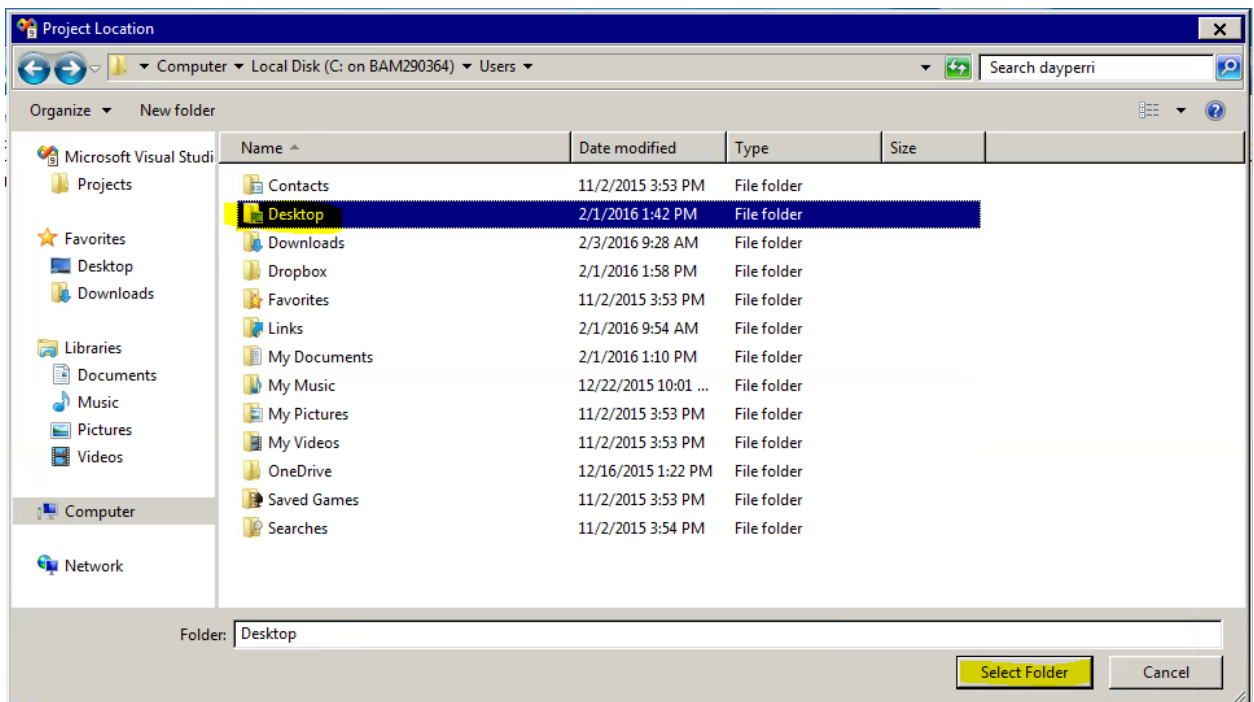 Project Location
Computer Local Disk (C: on BAM290364) Users
Search dayperri
Organize New folder
Name Date modified Type Size
Microsoft Visual Studi
Projects
Favorites
Desktop
Downloads
Libraries
Documents
Music
Pictures
Videos
Computer
Network
Contacts 11/2/2015 3:53 PM File folder
Desktop 2/1/2016 1:42 PM File folder
Downloads 2/3/2016 9:28 AM File folder
Dropbox 2/1/2016 1:58 PM File folder
Favorites 11/2/2015 3:53 PM File folder
Links 2/1/2016 9:54 AM File folder
My Documents 2/1/2016 1:10 PM File folder
My Music 12/22/2015 10:01 ... File folder
My Pictures 11/2/2015 3:53 PM File folder
My Videos 11/2/2015 3:53 PM File folder
OneDrive 12/16/2015 1:22 PM File folder
Saved Games 11/2/2015 3:53 PM File folder
Searches 11/2/2015 3:54 PM File folder
Folder: Desktop
Select Folder Cancel